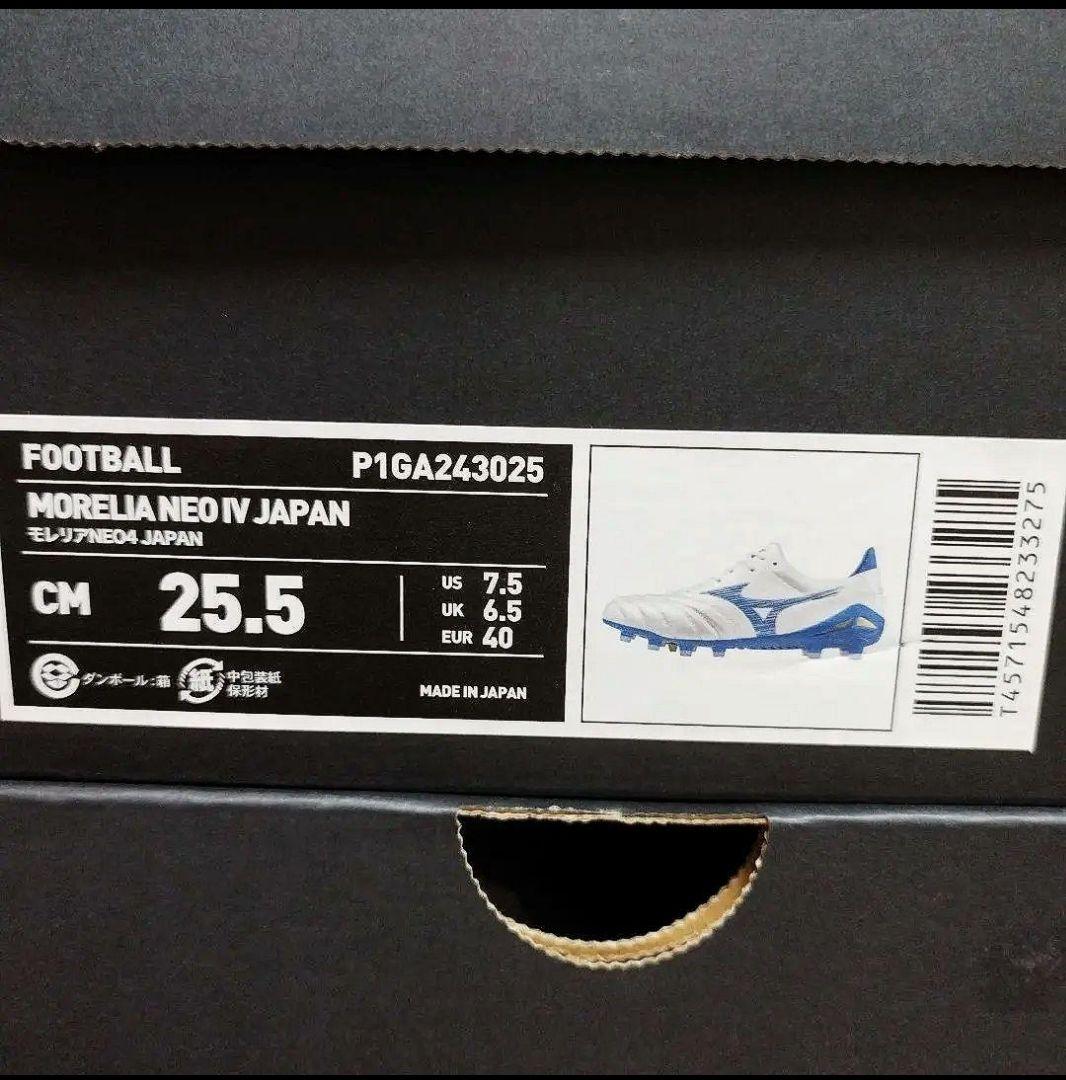 FOOTBALL P1GA243025
MORELIA NEO IV JAPAN
モレリアNEO4 JAPAN
CM 25.5 US 7.5
UK 6.5
EUR 40
ダンボール:箱 紙 中包装紙
保形材
MADE IN JAPAN
T4571548233275